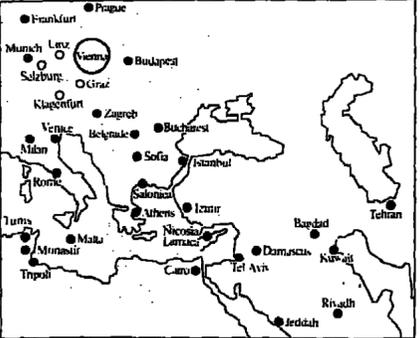 Prague
Frankfurt
Munich
Linz
Vienna
Budapest
Salzburg
Graz
Klagenfurt
Zagreb
Venice
Belgrade
Bucharest
Milan
Sofia
Istanbul
Rome
Salonica
Tehran
Athens
Izmir
Tunis
Malta
Nicosia
Larnaca
Bagdad
Monastir
Damascus
Kuwait
Tripoli
Cairo
Tel Aviv
Riyadh
Jeddah